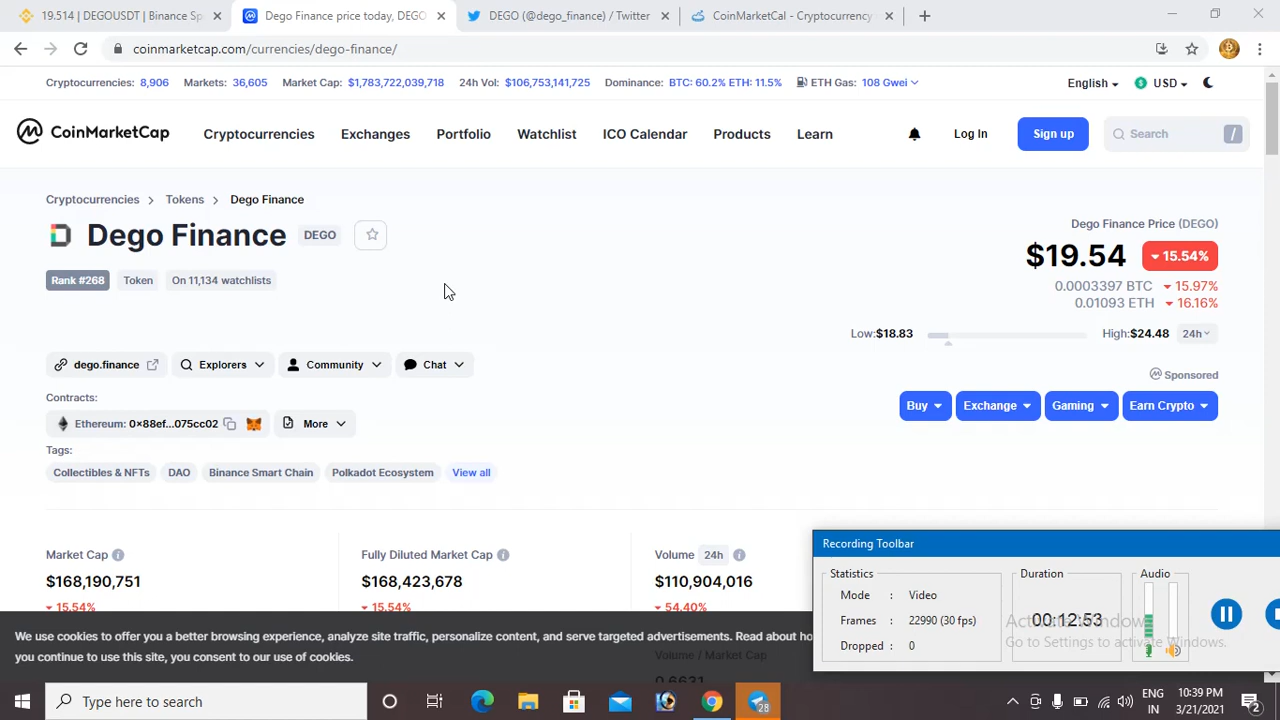 19.514 | DEGOUSDT | Binance Sp
Dego Finance price today, DEGO
DEGO (@dego_finance) / Twitter
CoinMarketCal - Cryptocurrency
coinmarketcap.com/currencies/dego-finance/
Cryptocurrencies: 8,906 Markets: 36,605 Market Cap: $1,783,722,039,718 24h Vol: $106,753,141,725 Dominance: BTC: 60.2% ETH: 11.5% ETH Gas: 108 Gwei English USD
CoinMarketCap Cryptocurrencies Exchanges Portfolio Watchlist ICO Calendar Products Learn Log In Sign up Search /
Cryptocurrencies > Tokens > Dego Finance
Dego Finance DEGO
Rank #268 Token On 11,134 watchlists
Dego Finance Price (DEGO)
$19.54 15.54%
0.0003397 BTC 15.97%
0.01093 ETH 16.16%
Low: $18.83 High: $24.48 24h
dego.finance Explorers Community Chat
Sponsored
Contracts:
Buy Exchange Gaming Earn Crypto
Ethereum: 0×88ef...075cc02 More
Tags:
Collectibles & NFTs DAO Binance Smart Chain Polkadot Ecosystem View all
Market Cap Fully Diluted Market Cap Volume 24h
$168,190,751 $168,423,678 $110,904,016
15.54% 15.54% 54.40%
We use cookies to offer you a better browsing experience, analyze site traffic, personalize content, and serve targeted advertisements. Read about ho
you continue to use this site, you consent to our use of cookies.
Volume / Market Cap
0.6631
Recording Toolbar
Statistics Duration Audio
Mode : Video
Frames : 22990 (30 fps)
Dropped : 0
00:12:53
Activate Windows
Go to Settings to activate Windows.
Type here to search
28
ENG
IN
10:39 PM
3/21/2021
2